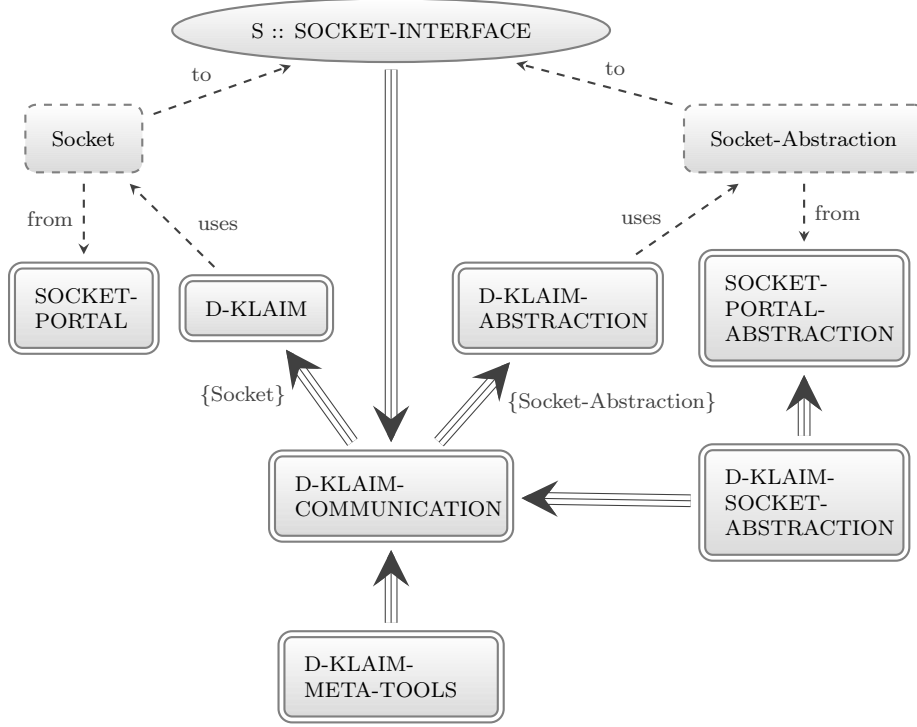 S :: SOCKET-INTERFACE
to
to
Socket
Socket-Abstraction
from
uses
uses
from
SOCKET-
PORTAL
D-KLAIM
D-KLAIM-
ABSTRACTION
SOCKET-
PORTAL-
ABSTRACTION
{Socket}
{Socket-Abstraction}
D-KLAIM-
COMMUNICATION
D-KLAIM-
SOCKET-
ABSTRACTION
D-KLAIM-
META-TOOLS